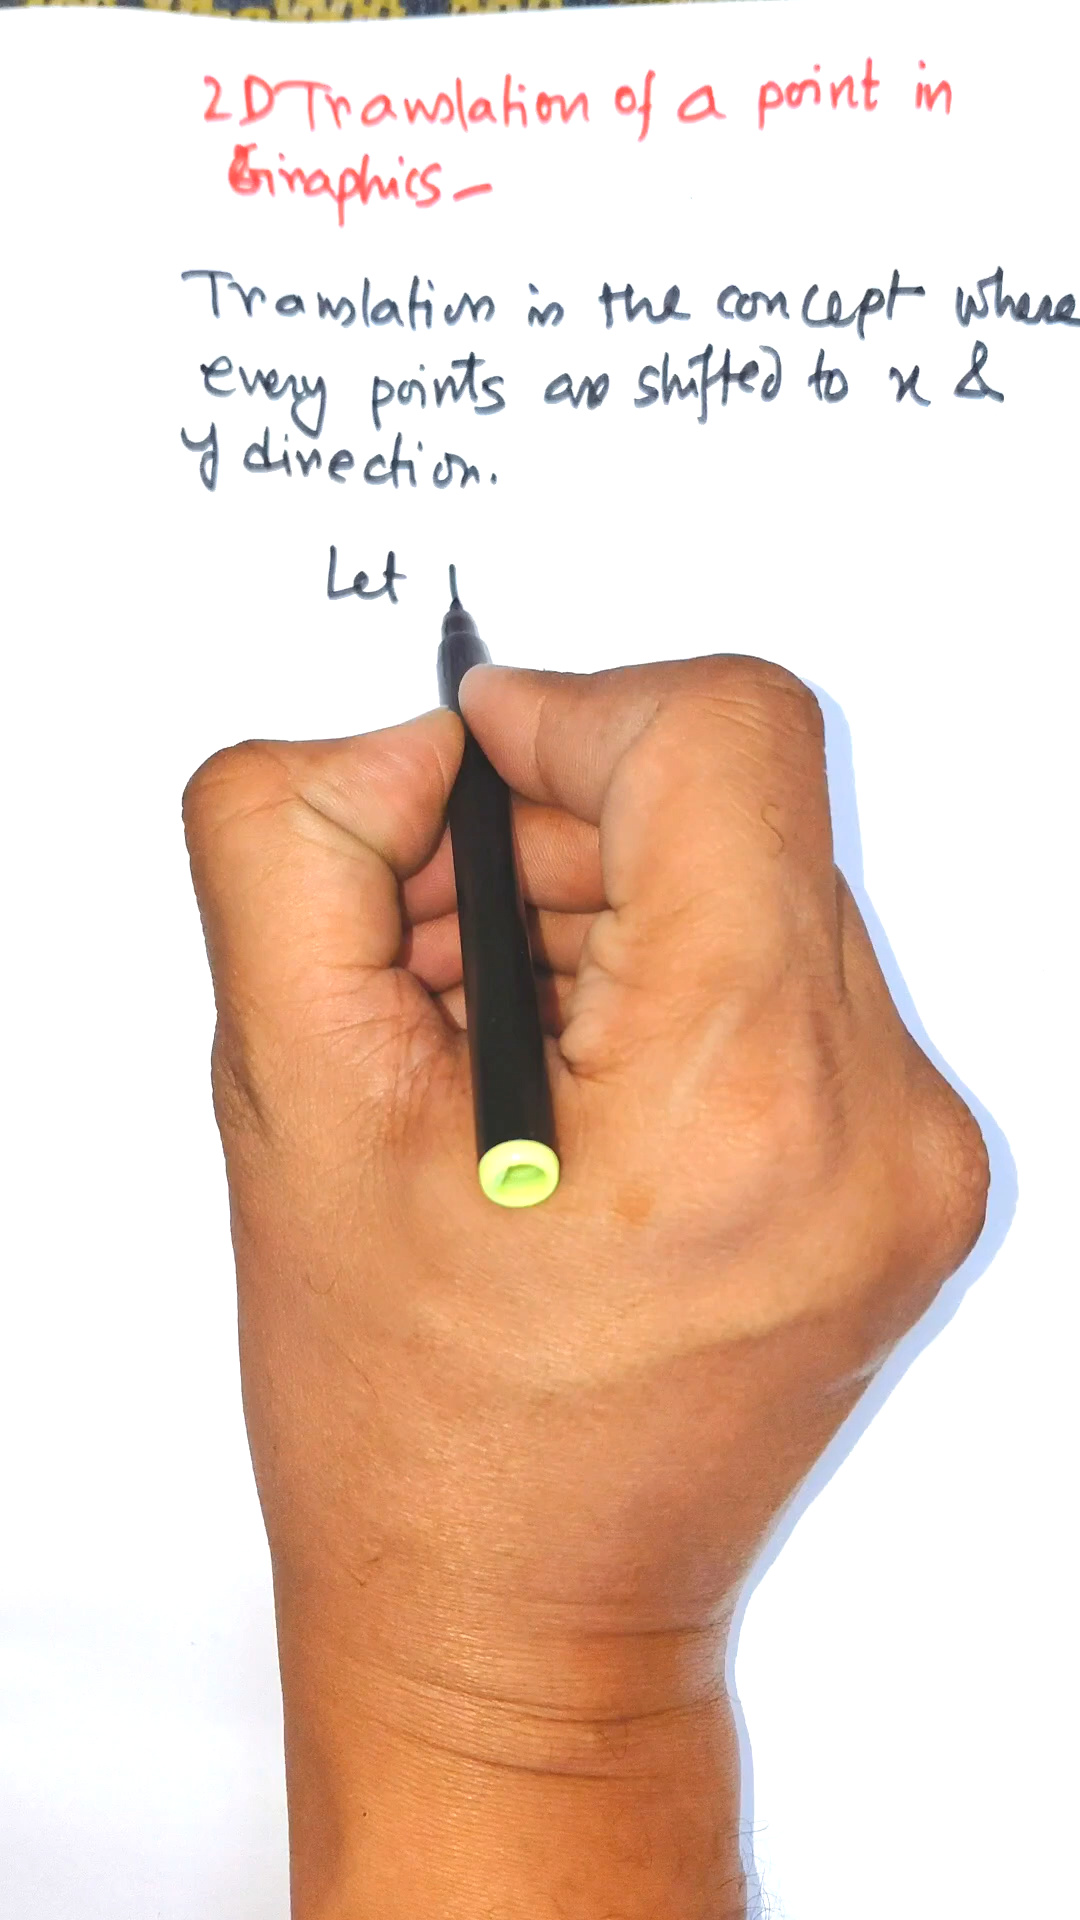 2D Translation of a point in
Graphics -
Translation is the concept where
every points are shifted to x &
y direction.
Let